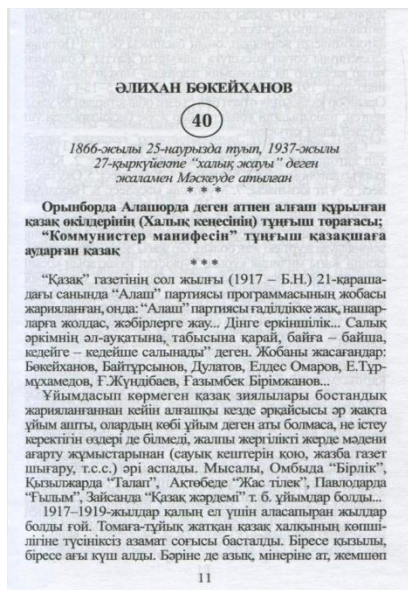 ӘЛИХАН БӨКЕЙХАНОВ
40
1866-жылы 25-наурызда туып, 1937-жылы
27-қыркүйекте “халық жауы” деген
жаламен Мәскеуде атылған
* * *
Орынборда Алашорда деген атпен алғаш құрылған
қазақ өкілдерінің (Халық кеңесінің) тұңғыш төрағасы;
“Коммунистер манифесін” тұңғыш қазақшаға
аударған қазақ
* * *
“Қазақ” газетінің сол жылғы (1917 – Б.Н.) 21-қараша-
дағы санында “Алаш” партиясы программасының жобасы
жарияланған, онда: “Алаш” партиясы ғаділдікке жақ, нашар-
ларға жолдас, жәбірлерге жау... Дінге еркіншілік... Салық
әркімнің әл-ауқатына, табысына қарай, байға – байша,
кедейге – кедейше салынады” деген. Жобаны жасағандар:
Бөкейханов, Байтұрсынов, Дулатов, Елдес Омаров, Е.Тұр-
мұхамедов, Ғ.Жүндібаев, Ғазымбек Бірімжанов...
Ұйымдасып көрмеген қазақ зиялылары бостандық
жарияланғаннан кейін алғашқы кезде әрқайсысы әр жақта
ұйым ашты, олардың көбі ұйым деген аты болмаса, не істеу
керектігін өздері де білмеді, жалпы жергілікті жерде мәдени
ағарту жұмыстарынан (сауық кештерін қою, жазба газет
шығару, т.с.с.) әрі аспады. Мысалы, Омбыда “Бірлік”,
Қызылжарда “Талап”, Ақтөбеде “Жас тілек”, Павлодарда
“Ғылым”, Зайсанда “Қазақ жәрдемі” т. б. ұйымдар болды...
1917–1919-жылдар қалың ел үшін аласапыран жылдар
болды ғой. Томаға-тұйық жатқан қазақ халқының көпші-
лігіне түсініксіз азамат соғысы басталды. Біресе қызылы,
біресе ағы күш алды. Бәріне де азық, мінеріне ат, жемшөп
11